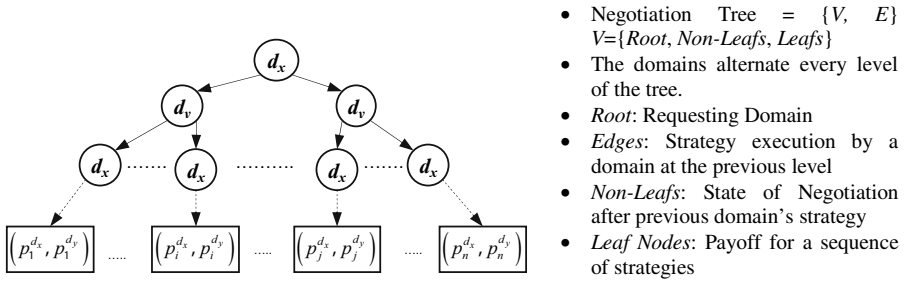 d_x
d_v d_v
d_x ...... d_x .......... d_x ...... d_x
(p_1^{d_x}, p_1^{d_y}) ..... (p_i^{d_x}, p_i^{d_y}) ..... (p_j^{d_x}, p_j^{d_y}) ..... (p_n^{d_x}, p_n^{d_y})
• Negotiation Tree = {V, E}
V={Root, Non-Leafs, Leafs}
• The domains alternate every level
of the tree.
• Root: Requesting Domain
• Edges: Strategy execution by a
domain at the previous level
• Non-Leafs: State of Negotiation
after previous domain's strategy
• Leaf Nodes: Payoff for a sequence
of strategies